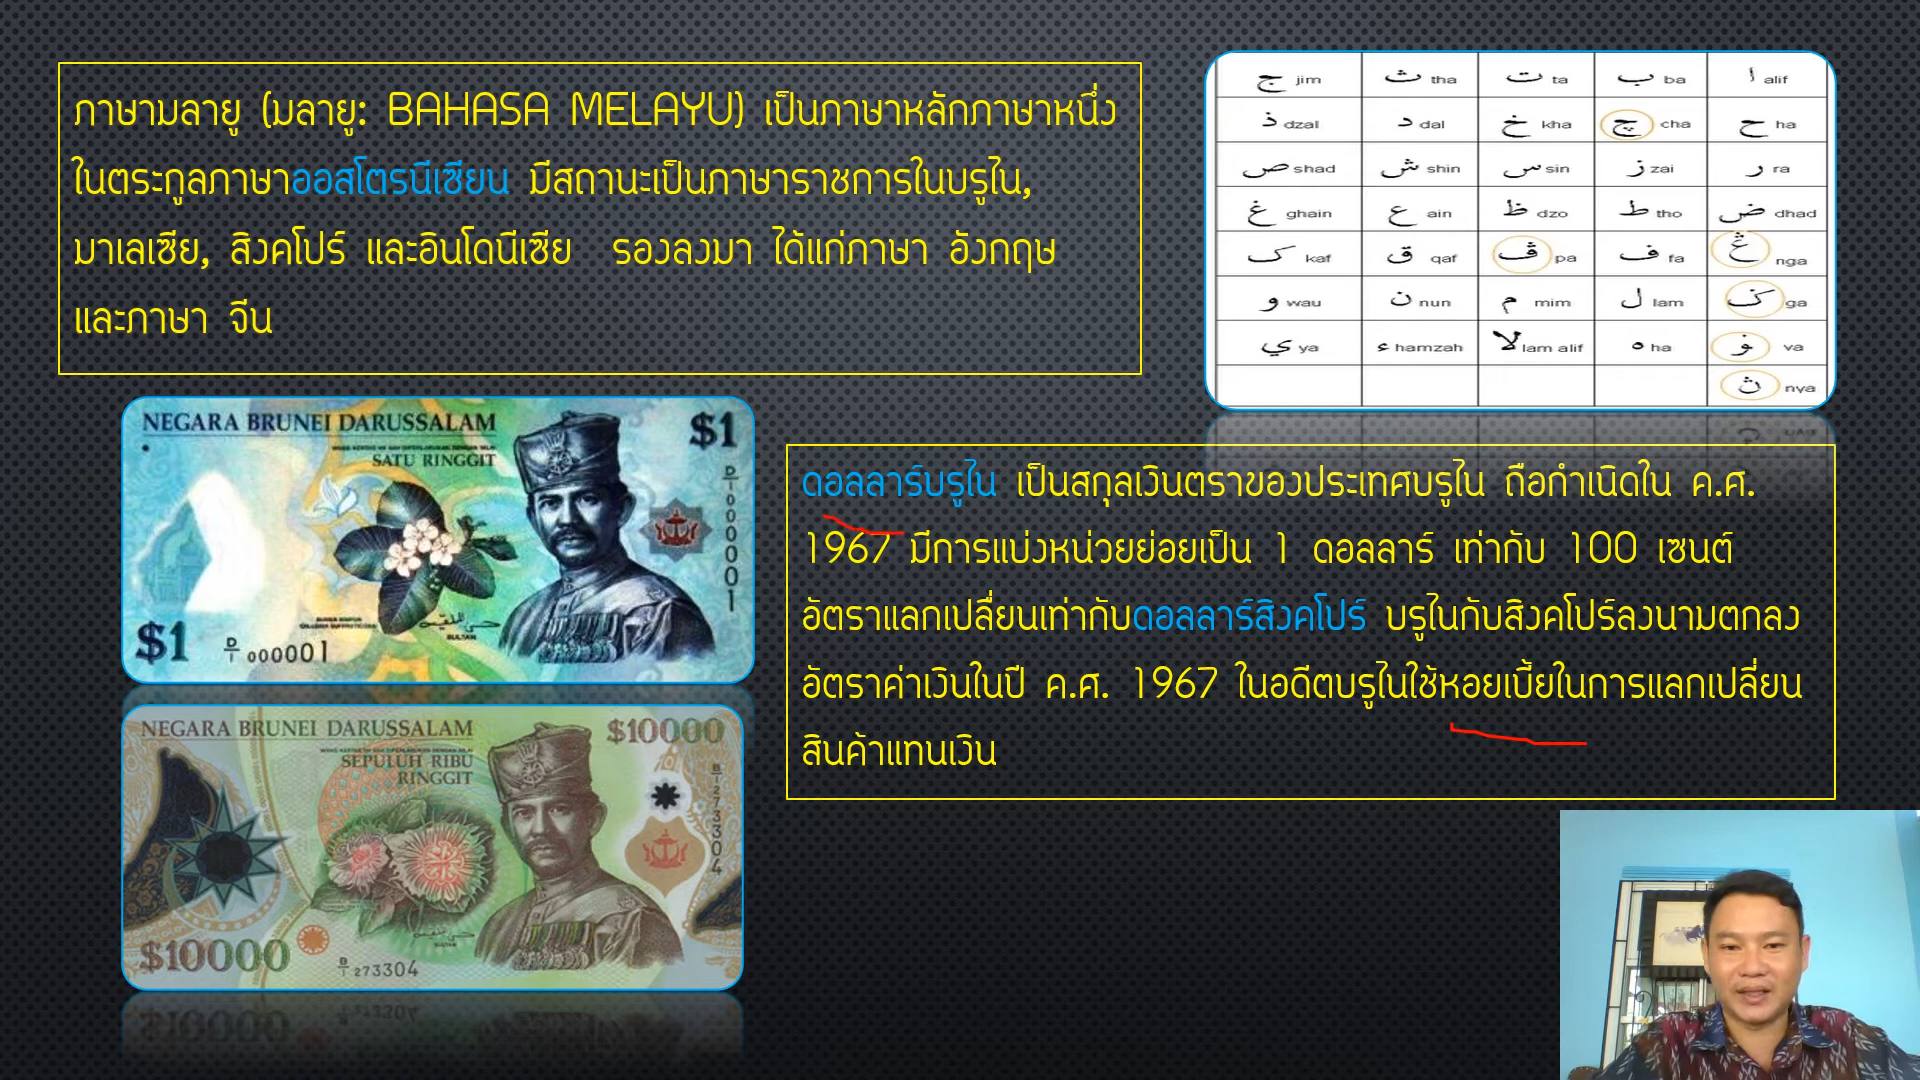 ภาษามลายู (มลายู: BAHASA MELAYU) เป็นภาษาหลักภาษาหนึ่ง
ในตระกูลภาษาออสโตรนีเซียน มีสถานะเป็นภาษาราชการในบรูไน,
มาเลเซีย, สิงคโปร์ และอินโดนีเซีย รองลงมา ได้แก่ภาษา อังกฤษ
และภาษา จีน
ج jim ث tha ت ta ب ba ا alif
ذ dzal د dal خ kha چ cha ح ha
ص shad ش shin س sin ز zai ر ra
غ ghain ع ain ظ dzo ط tho ض dhad
ک kaf ق qaf ڤ pa ف fa ڠ nga
و wau ن nun م mim ل lam ݢ ga
ي ya ء hamzah لا lam alif ه ha ۏ va
ڽ nya
NEGARA BRUNEI DARUSSALAM
$1
SATU RINGGIT
D/1 000001
SULTAN
$1
D/1 000001
ดอลลาร์บรูไน เป็นสกุลเงินตราของประเทศบรูไน ถือกำเนิดใน ค.ศ.
1967 มีการแบ่งหน่วยย่อยเป็น 1 ดอลลาร์ เท่ากับ 100 เซนต์
อัตราแลกเปลี่ยนเท่ากับดอลลาร์สิงคโปร์ บรูไนกับสิงคโปร์ลงนามตกลง
อัตราค่าเงินในปี ค.ศ. 1967 ในอดีตบรูไนใช้หอยเบี้ยในการแลกเปลี่ยน
สินค้าแทนเงิน
NEGARA BRUNEI DARUSSALAM
$10000
SEPULUH RIBU
RINGGIT
B/1 273304
SULTAN
$10000
B/1 273304